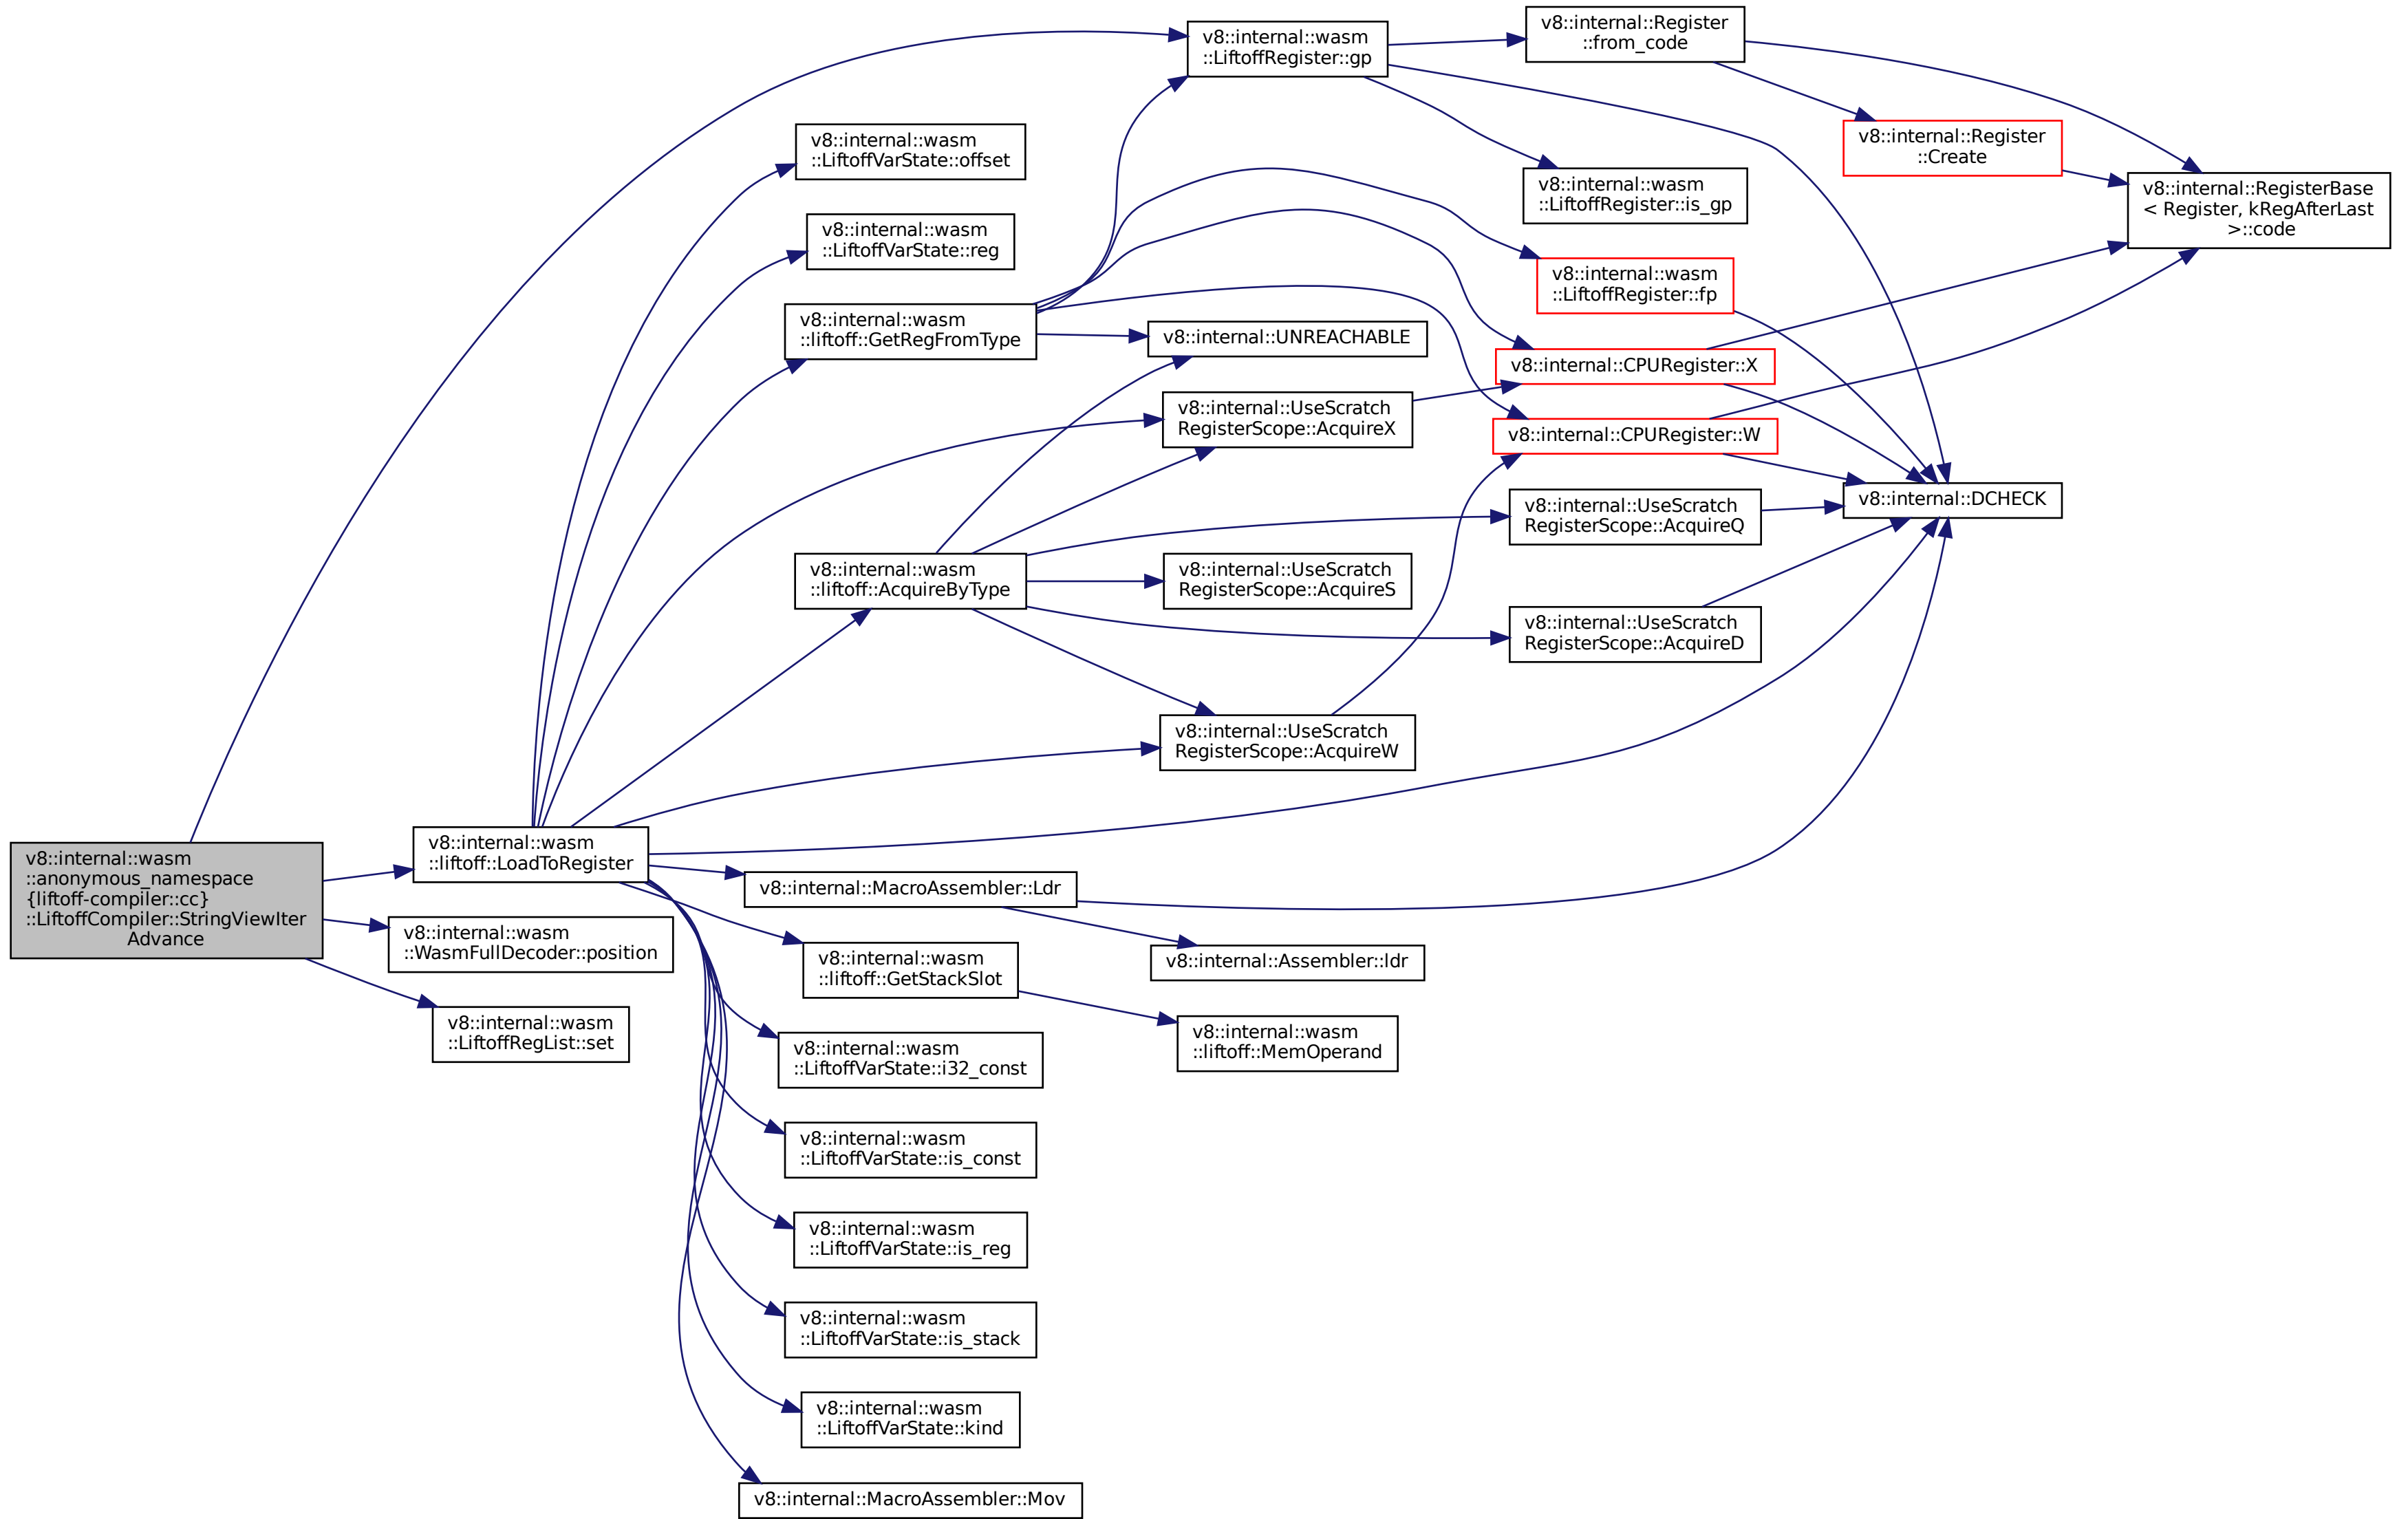 v8::internal::wasm
::anonymous_namespace
{liftoff-compiler::cc}
::LiftoffCompiler::StringViewIter
Advance
v8::internal::wasm
::liftoff::LoadToRegister
v8::internal::wasm
::WasmFullDecoder::position
v8::internal::wasm
::LiftoffRegList::set
v8::internal::wasm
::LiftoffVarState::offset
v8::internal::wasm
::LiftoffVarState::reg
v8::internal::wasm
::liftoff::GetRegFromType
v8::internal::wasm
::liftoff::AcquireByType
v8::internal::MacroAssembler::Ldr
v8::internal::wasm
::liftoff::GetStackSlot
v8::internal::wasm
::LiftoffVarState::i32_const
v8::internal::wasm
::LiftoffVarState::is_const
v8::internal::wasm
::LiftoffVarState::is_reg
v8::internal::wasm
::LiftoffVarState::is_stack
v8::internal::wasm
::LiftoffVarState::kind
v8::internal::MacroAssembler::Mov
v8::internal::wasm
::LiftoffRegister::gp
v8::internal::UNREACHABLE
v8::internal::UseScratch
RegisterScope::AcquireX
v8::internal::UseScratch
RegisterScope::AcquireS
v8::internal::UseScratch
RegisterScope::AcquireW
v8::internal::Assembler::ldr
v8::internal::wasm
::liftoff::MemOperand
v8::internal::Register
::from_code
v8::internal::wasm
::LiftoffRegister::is_gp
v8::internal::wasm
::LiftoffRegister::fp
v8::internal::CPURegister::X
v8::internal::CPURegister::W
v8::internal::UseScratch
RegisterScope::AcquireQ
v8::internal::UseScratch
RegisterScope::AcquireD
v8::internal::Register
::Create
v8::internal::DCHECK
v8::internal::RegisterBase
< Register, kRegAfterLast
>::code